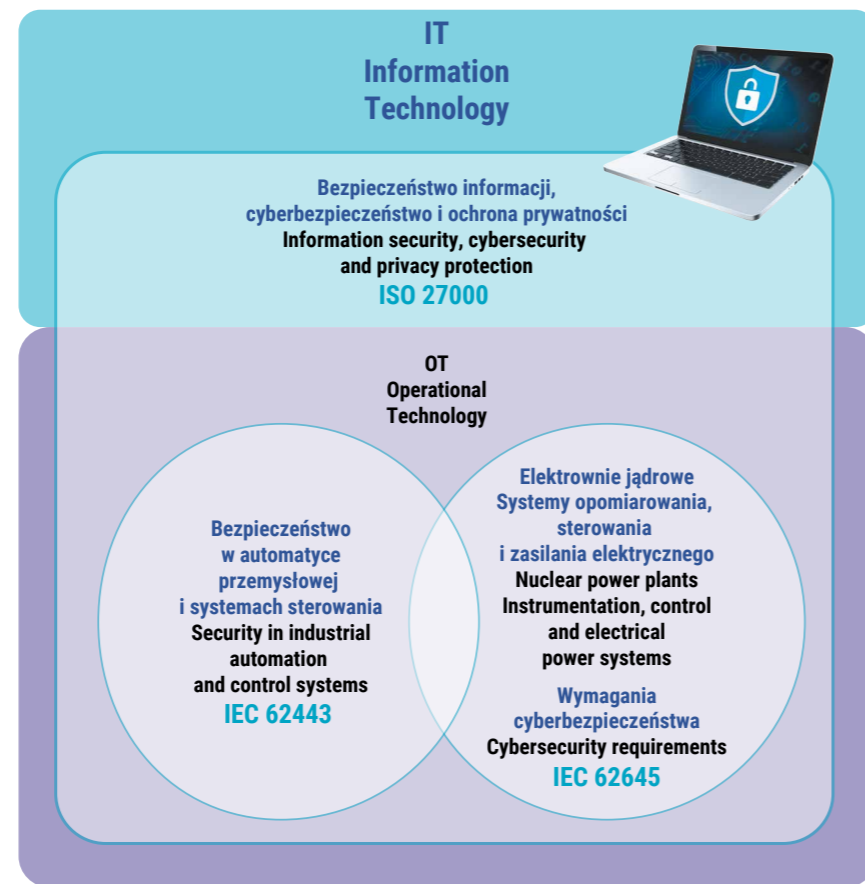 IT
Information
Technology
Bezpieczeństwo informacji,
cyberbezpieczeństwo i ochrona prywatności
Information security, cybersecurity
and privacy protection
ISO 27000
OT
Operational
Technology
Bezpieczeństwo
w automatyce
przemysłowej
i systemach sterowania
Security in industrial
automation
and control systems
IEC 62443
Elektrownie jądrowe
Systemy opomiarowania,
sterowania
i zasilania elektrycznego
Nuclear power plants
Instrumentation, control
and electrical
power systems
Wymagania
cyberbezpieczeństwa
Cybersecurity requirements
IEC 62645